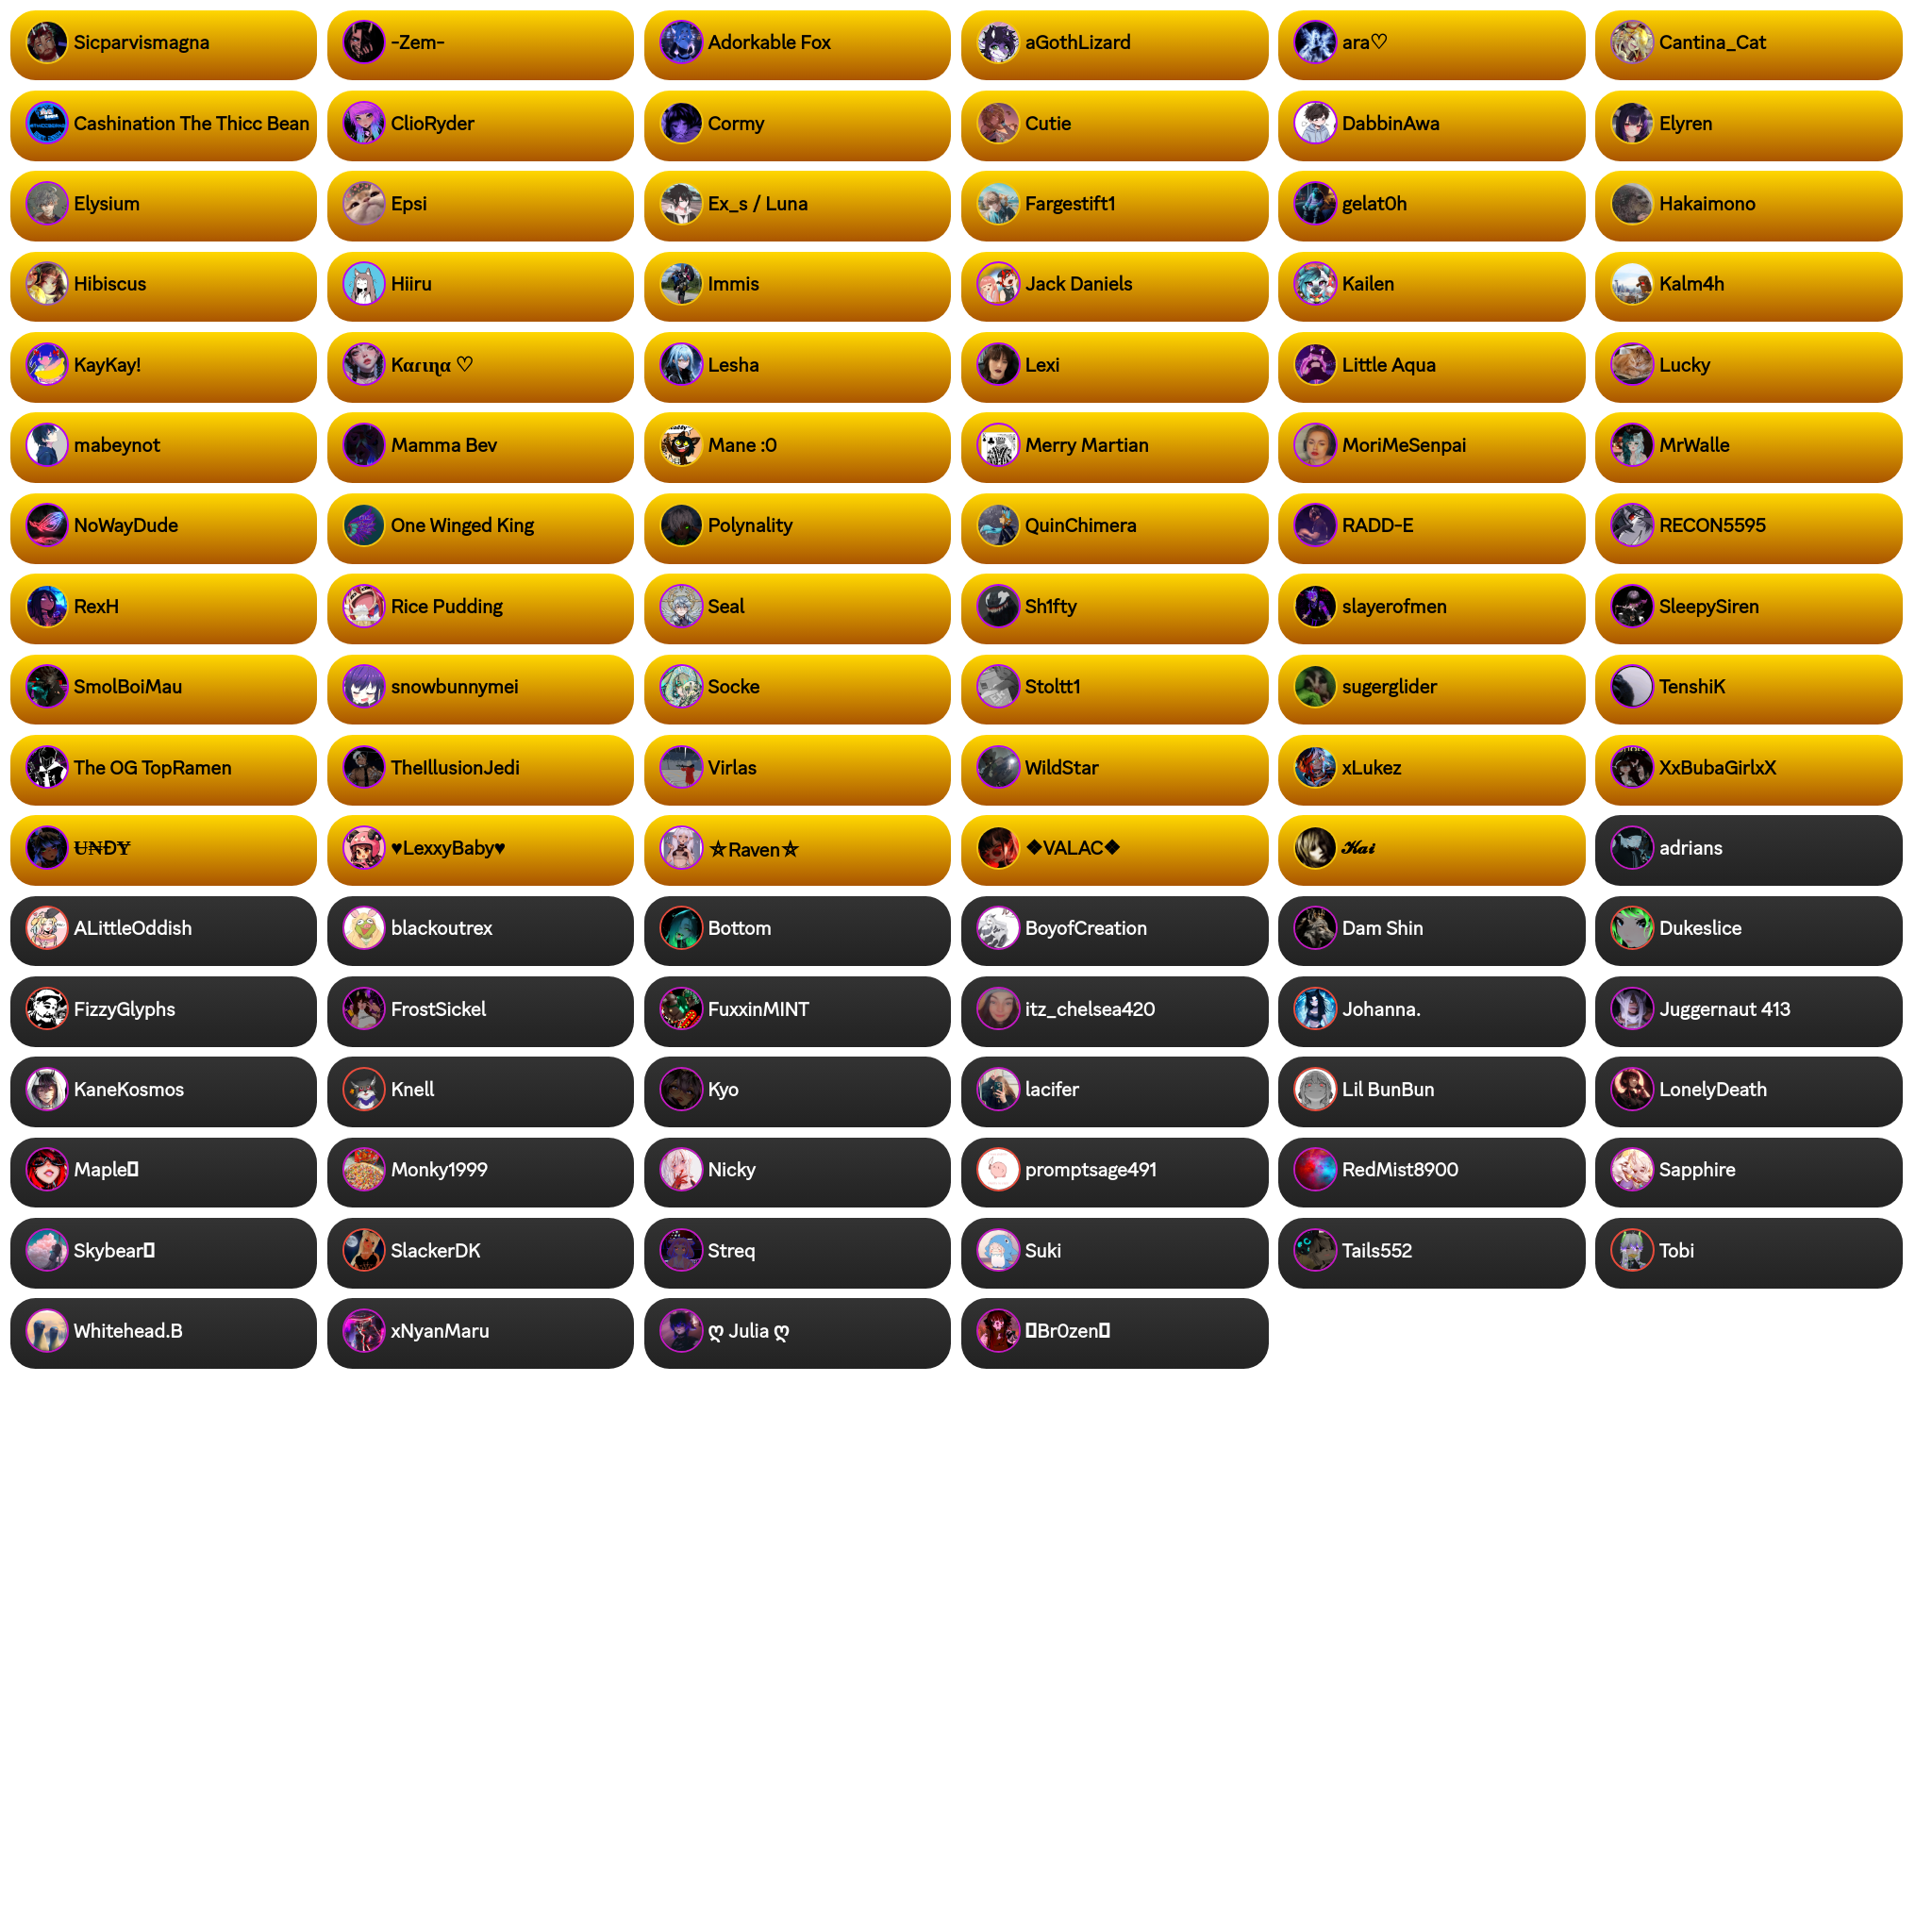 Sicparvismagna
-Zem-
Adorkable Fox
aGothLizard
ara♡
Cantina_Cat
Cashination The Thicc Bean
ClioRyder
Cormy
Cutie
DabbinAwa
Elyren
Elysium
Epsi
Ex_s / Luna
Fargestift1
gelat0h
Hakaimono
Hibiscus
Hiiru
Immis
Jack Daniels
Kailen
Kalm4h
KayKay!
Kαɾιɳα ♡
Lesha
Lexi
Little Aqua
Lucky
mabeynot
Mamma Bev
Mane :0
Merry Martian
MoriMeSenpai
MrWalle
NoWayDude
One Winged King
Polynality
QuinChimera
RADD-E
RECON5595
RexH
Rice Pudding
Seal
Sh1fty
slayerofmen
SleepySiren
SmolBoiMau
snowbunnymei
Socke
Stoltt1
sugerglider
TenshiK
The OG TopRamen
TheIllusionJedi
Virlas
WildStar
xLukez
XxBubaGirlxX
U̶N̶ĐY̶
♥LexxyBaby♥
⛤Raven⛤
◆VALAC◆
𝓚𝓪𝓲
adrians
ALittleOddish
blackoutrex
Bottom
BoyofCreation
Dam Shin
Dukeslice
FizzyGlyphs
FrostSickel
FuxxinMINT
itz_chelsea420
Johanna.
Juggernaut 413
KaneKosmos
Knell
Kyo
lacifer
Lil BunBun
LonelyDeath
Maple
Monky1999
Nicky
promptsage491
RedMist8900
Sapphire
Skybear
SlackerDK
Streq
Suki
Tails552
Tobi
Whitehead.B
xNyanMaru
ღ Julia ღ
Br0zen